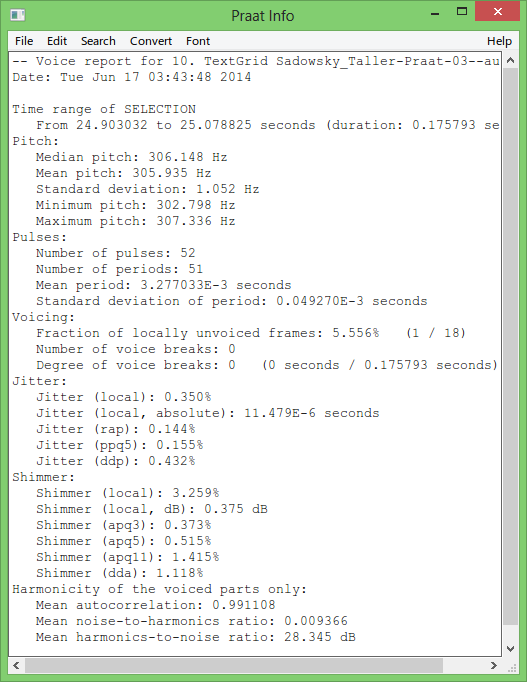 Praat Info
File Edit Search Convert Font Help
-- Voice report for 10. TextGrid Sadowsky_Taller-Praat-03--au
Date: Tue Jun 17 03:43:48 2014

Time range of SELECTION
   From 24.903032 to 25.078825 seconds (duration: 0.175793 se
Pitch:
   Median pitch: 306.148 Hz
   Mean pitch: 305.935 Hz
   Standard deviation: 1.052 Hz
   Minimum pitch: 302.798 Hz
   Maximum pitch: 307.336 Hz
Pulses:
   Number of pulses: 52
   Number of periods: 51
   Mean period: 3.277033E-3 seconds
   Standard deviation of period: 0.049270E-3 seconds
Voicing:
   Fraction of locally unvoiced frames: 5.556%   (1 / 18)
   Number of voice breaks: 0
   Degree of voice breaks: 0   (0 seconds / 0.175793 seconds)
Jitter:
   Jitter (local): 0.350%
   Jitter (local, absolute): 11.479E-6 seconds
   Jitter (rap): 0.144%
   Jitter (ppq5): 0.155%
   Jitter (ddp): 0.432%
Shimmer:
   Shimmer (local): 3.259%
   Shimmer (local, dB): 0.375 dB
   Shimmer (apq3): 0.373%
   Shimmer (apq5): 0.515%
   Shimmer (apq11): 1.415%
   Shimmer (dda): 1.118%
Harmonicity of the voiced parts only:
   Mean autocorrelation: 0.991108
   Mean noise-to-harmonics ratio: 0.009366
   Mean harmonics-to-noise ratio: 28.345 dB